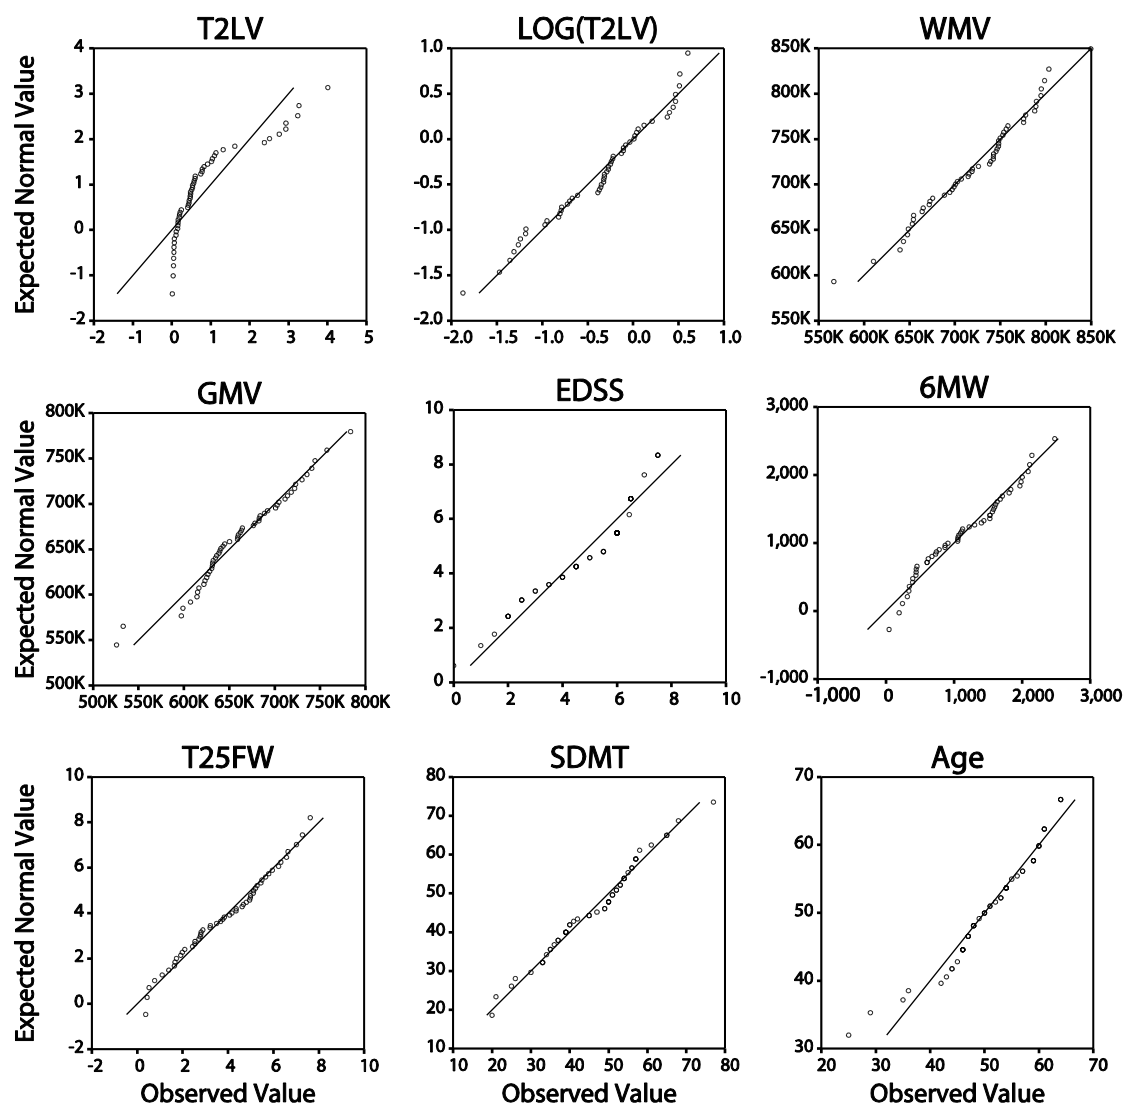 T2LV LOG(T2LV) WMV
Expected Normal Value
4 3 2 1 0 -1 -2
-2 -1 0 1 2 3 4 5
1.0 0.5 0.0 -0.5 -1.0 -1.5 -2.0
-2.0 -1.5 -1.0 -0.5 0.0 0.5 1.0
850K 800K 750K 700K 650K 600K 550K
550K 600K 650K 700K 750K 800K 850K
GMV EDSS 6MW
Expected Normal Value
800K 750K 700K 650K 600K 550K 500K
500K 550K 600K 650K 700K 750K 800K
10 8 6 4 2 0
0 2 4 6 8 10
3,000 2,000 1,000 0 -1,000
-1,000 0 1,000 2,000 3,000
T25FW SDMT Age
Expected Normal Value
10 8 6 4 2 0 -2
-2 0 2 4 6 8 10
80 70 60 50 40 30 20 10
10 20 30 40 50 60 70 80
70 60 50 40 30
20 30 40 50 60 70
Observed Value Observed Value Observed Value